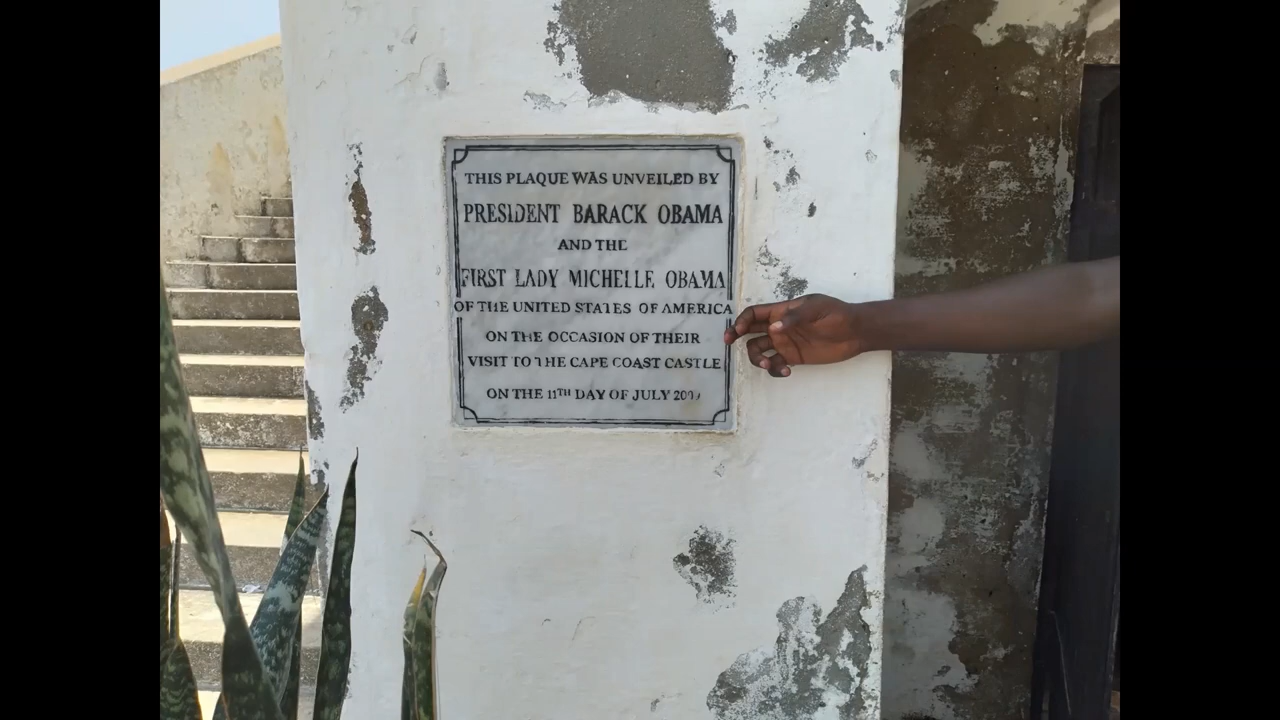 THIS PLAQUE WAS UNVEILED BY
PRESIDENT BARACK OBAMA
AND THE
FIRST LADY MICHELLE OBAMA
OF THE UNITED STATES OF AMERICA
ON THE OCCASION OF THEIR
VISIT TO THE CAPE COAST CASTLE
ON THE 11TH DAY OF JULY 2009